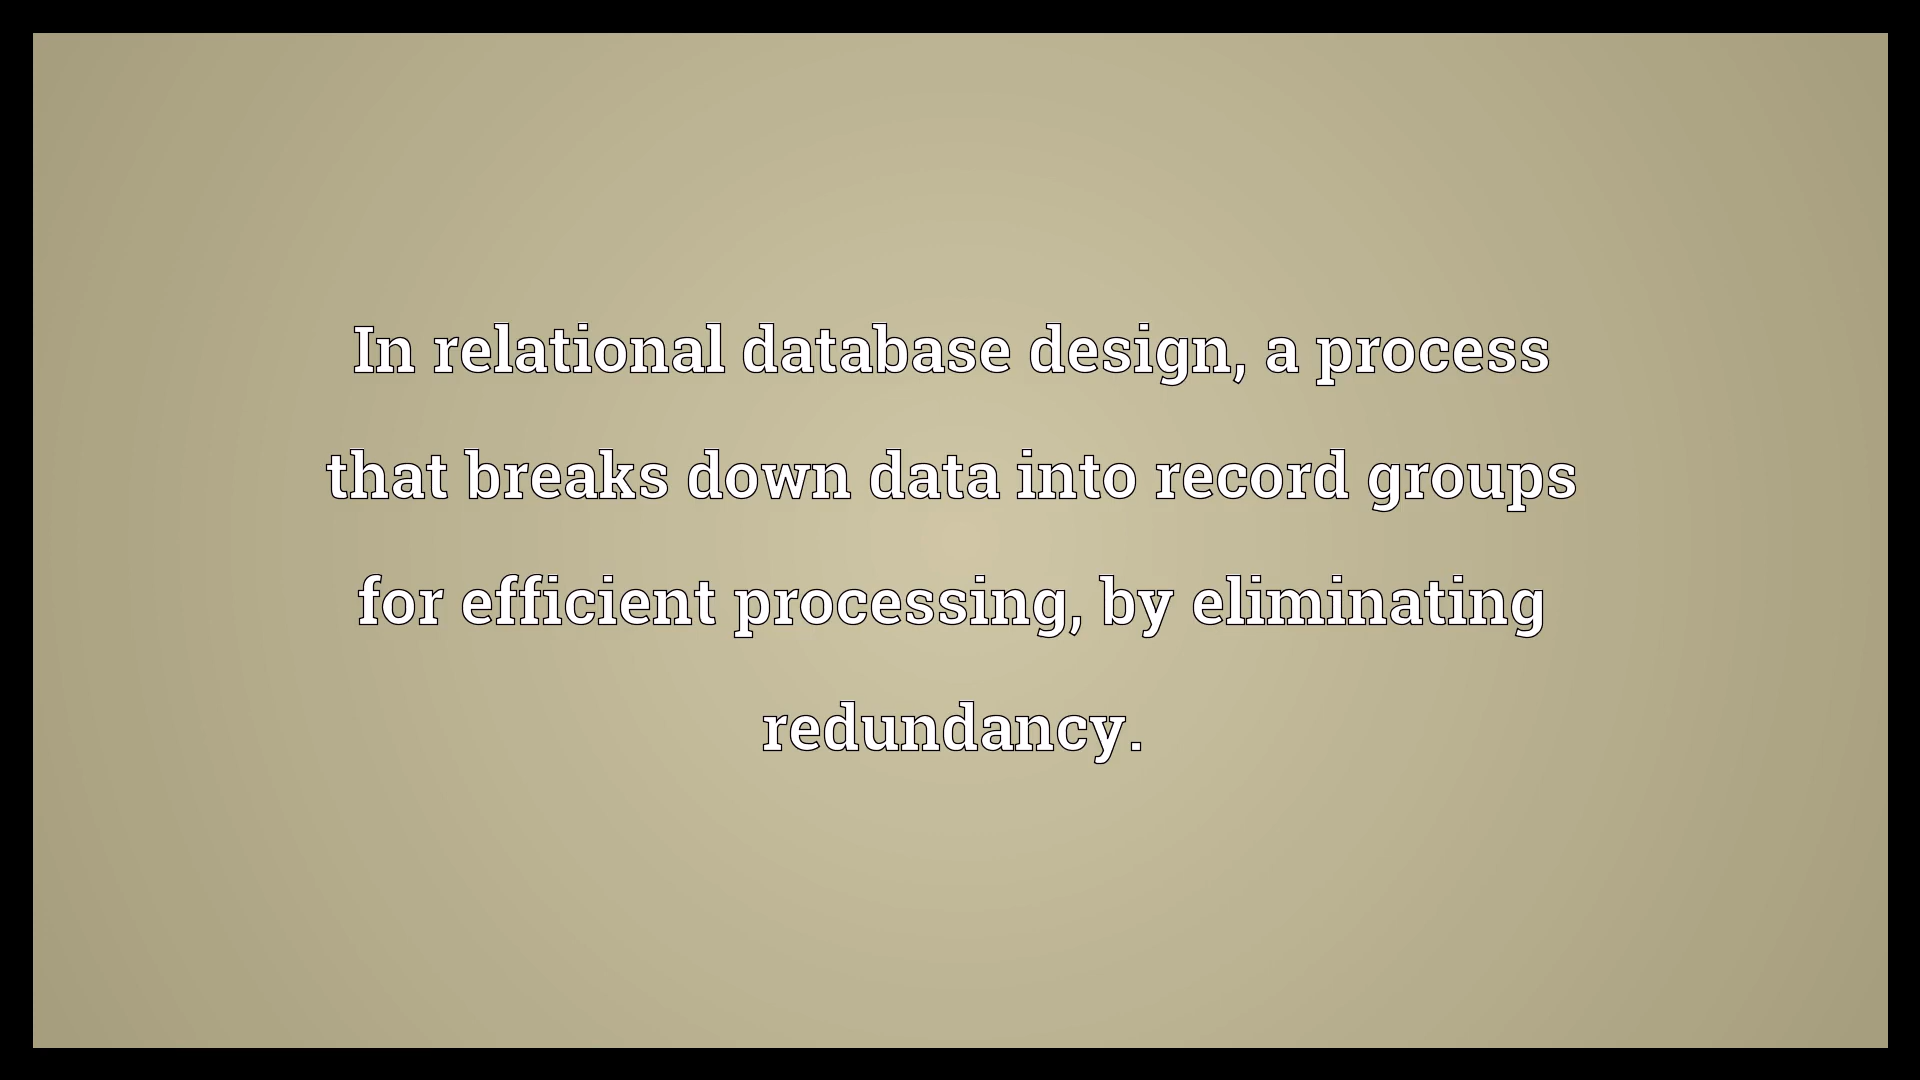 In relational database design, a process
that breaks down data into record groups
for efficient processing, by eliminating
redundancy.